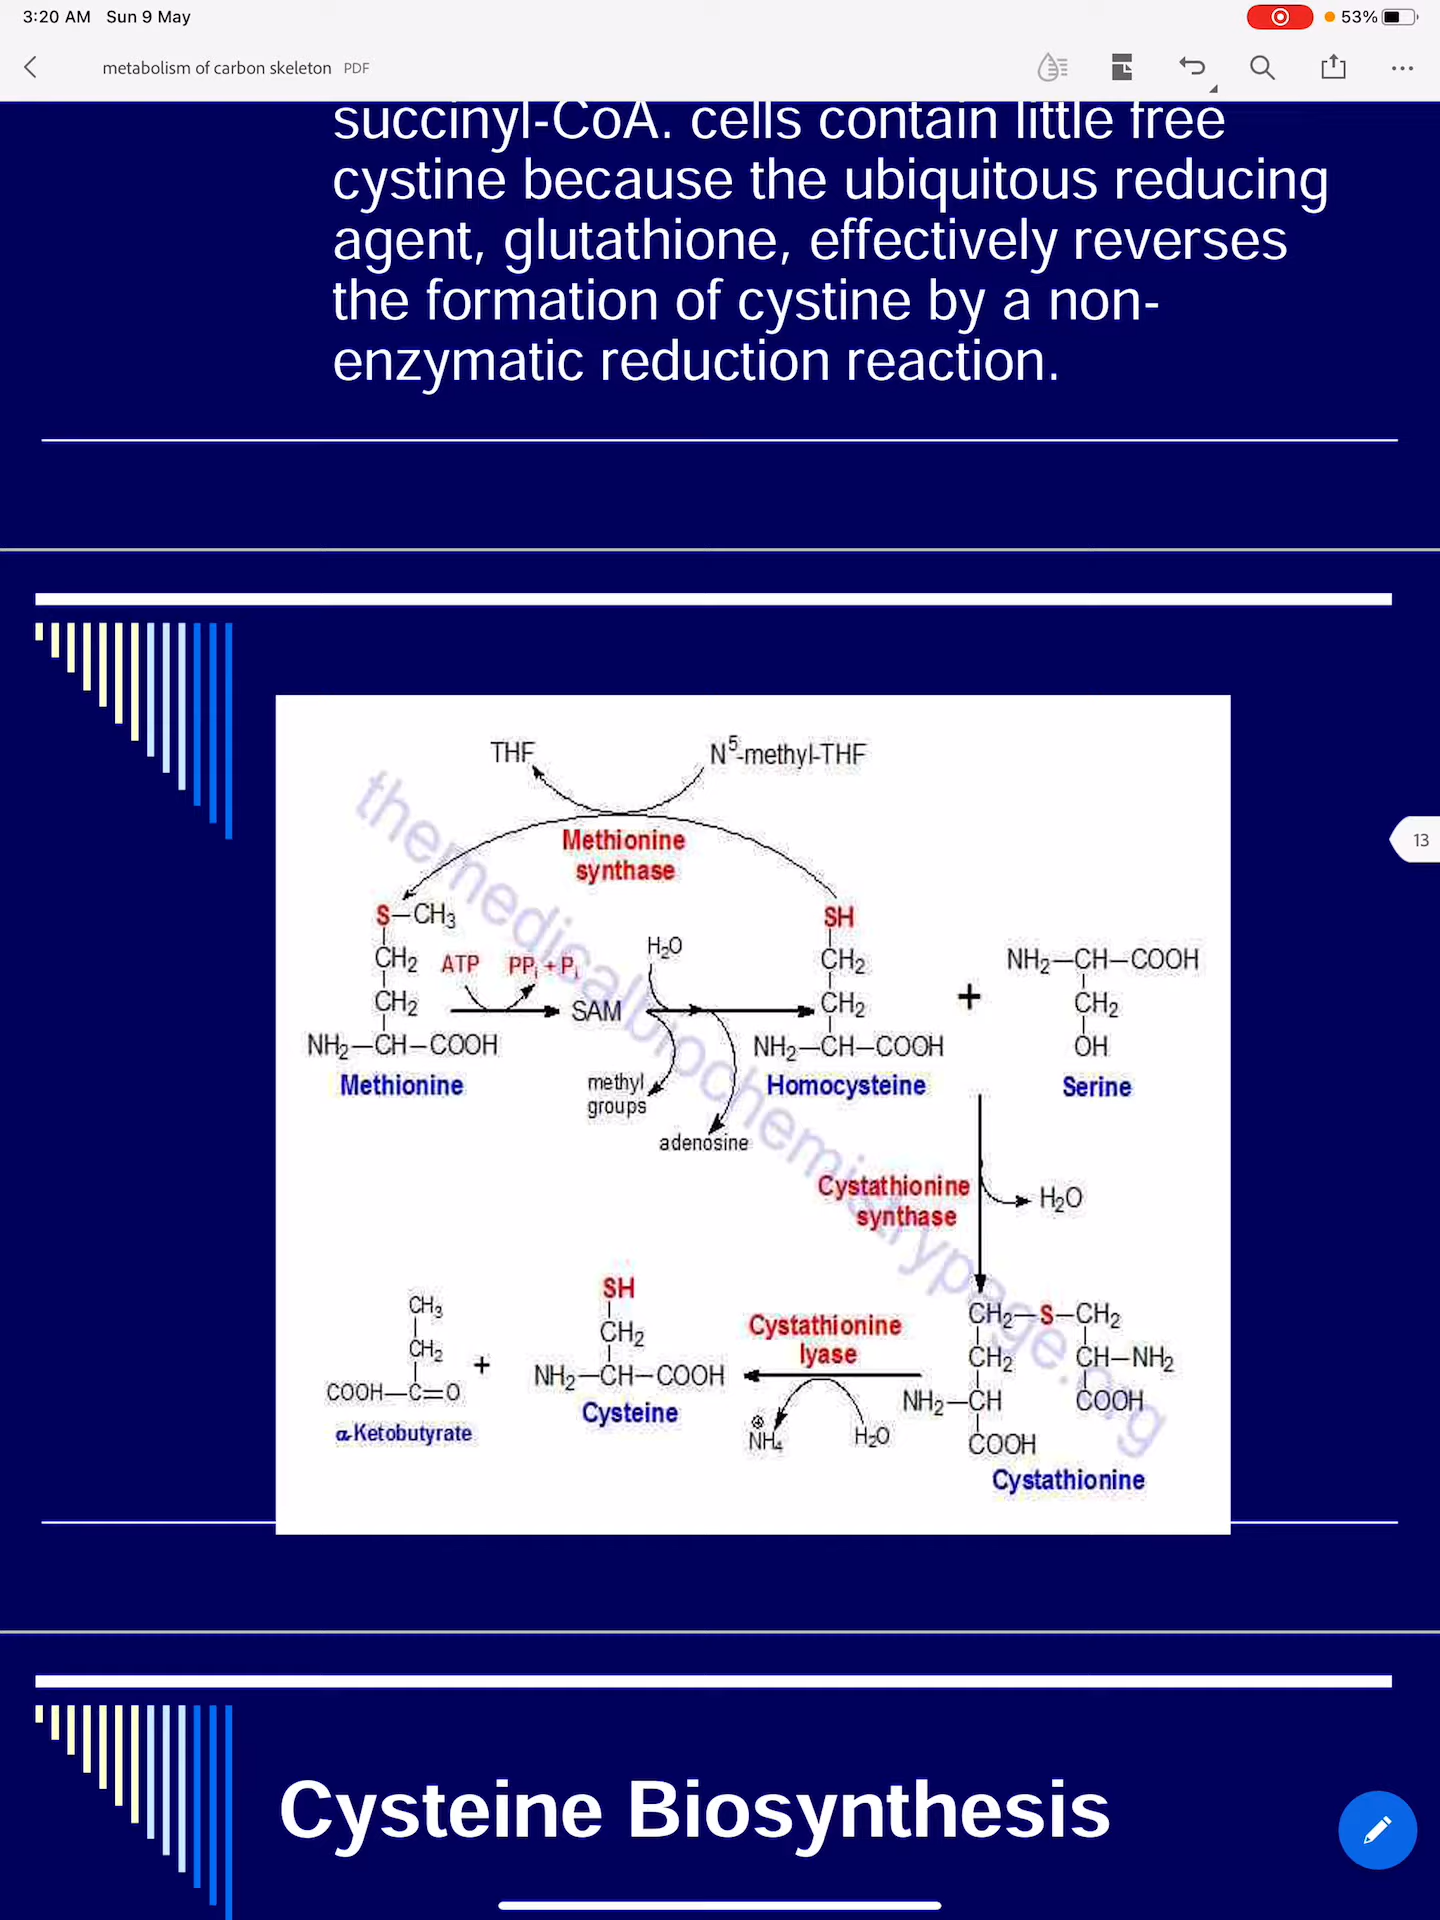 3:20 AM Sun 9 May
53%
metabolism of carbon skeleton PDF
succinyl-CoA. cells contain little free
cystine because the ubiquitous reducing
agent, glutathione, effectively reverses
the formation of cystine by a non-
enzymatic reduction reaction.
13
themedicalbiochemistrypage.org
THF
N⁵-methyl-THF
Methionine
synthase
S–CH₃
CH₂
CH₂
NH₂–CH–COOH
Methionine
ATP
PPᵢ + Pᵢ
SAM
H₂O
methyl
groups
adenosine
SH
CH₂
CH₂
NH₂–CH–COOH
Homocysteine
+
NH₂–CH–COOH
CH₂
OH
Serine
Cystathionine
synthase
H₂O
CH₃
CH₂
COOH–C=O
α-Ketobutyrate
+
SH
CH₂
NH₂–CH–COOH
Cysteine
Cystathionine
lyase
⊕
NH₄
H₂O
CH₂–S–CH₂
CH₂ CH–NH₂
NH₂–CH COOH
COOH
Cystathionine
Cysteine Biosynthesis